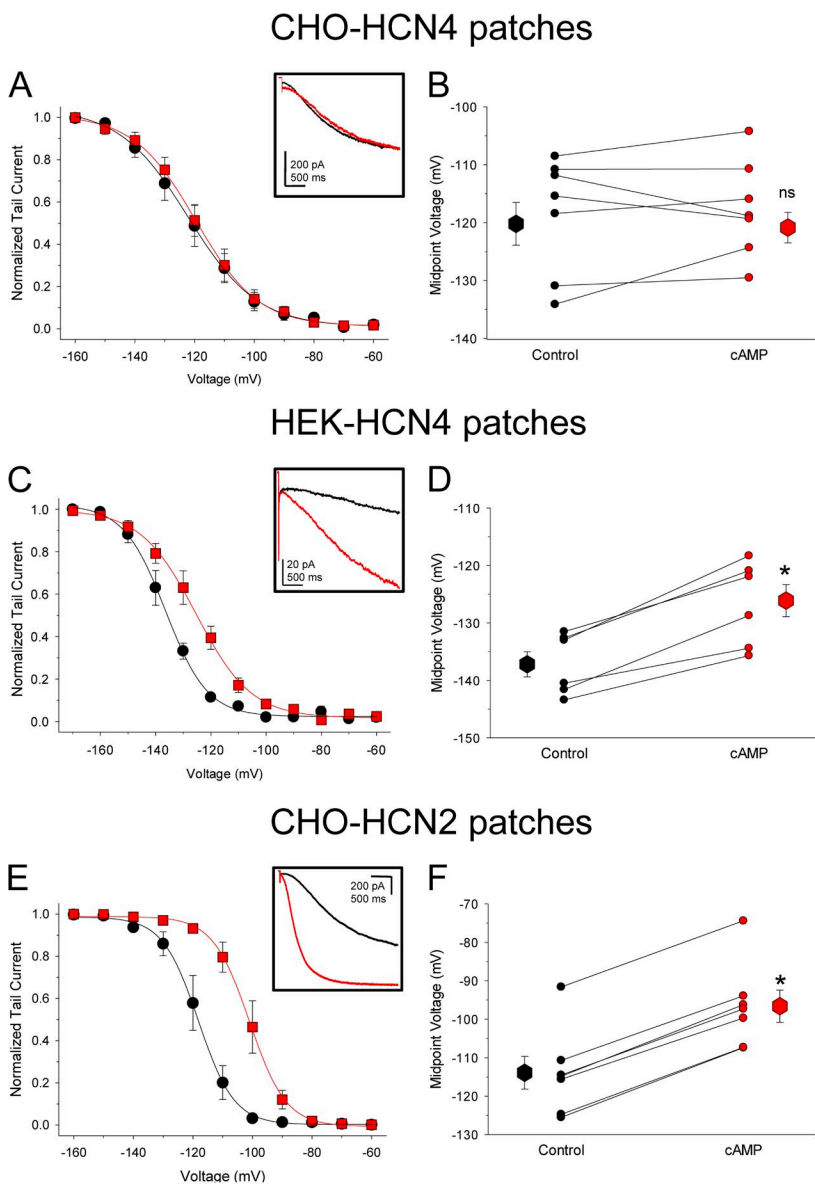 CHO-HCN4 patches
A
Normalized Tail Current
1.0
0.8
0.6
0.4
0.2
0.0
-160 -140 -120 -100 -80 -60
Voltage (mV)
200 pA
500 ms
B
Midpoint Voltage (mV)
-100
-110
-120
-130
-140
ns
Control cAMP
HEK-HCN4 patches
C
Normalized Tail Current
1.0
0.8
0.6
0.4
0.2
0.0
-160 -140 -120 -100 -80 -60
Voltage (mV)
20 pA
500 ms
D
Midpoint Voltage (mV)
-110
-120
-130
-140
-150
*
Control cAMP
CHO-HCN2 patches
E
Normalized Tail Current
1.0
0.8
0.6
0.4
0.2
0.0
-160 -140 -120 -100 -80 -60
Voltage (mV)
200 pA
500 ms
F
Midpoint Voltage (mV)
-70
-80
-90
-100
-110
-120
-130
*
Control cAMP